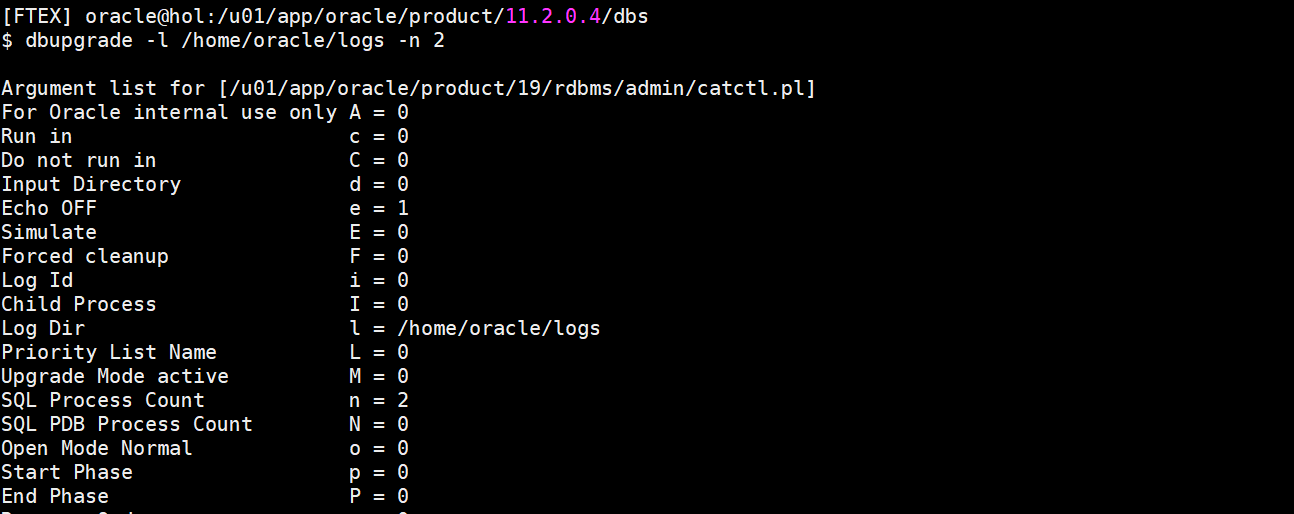 [FTEX] oracle@hol:/u01/app/oracle/product/11.2.0.4/dbs
$ dbupgrade -l /home/oracle/logs -n 2
Argument list for [/u01/app/oracle/product/19/rdbms/admin/catctl.pl]
For Oracle internal use only A = 0
Run in                       c = 0
Do not run in                C = 0
Input Directory              d = 0
Echo OFF                     e = 1
Simulate                     E = 0
Forced cleanup               F = 0
Log Id                       i = 0
Child Process                I = 0
Log Dir                      l = /home/oracle/logs
Priority List Name           L = 0
Upgrade Mode active          M = 0
SQL Process Count            n = 2
SQL PDB Process Count        N = 0
Open Mode Normal             o = 0
Start Phase                  p = 0
End Phase                    P = 0